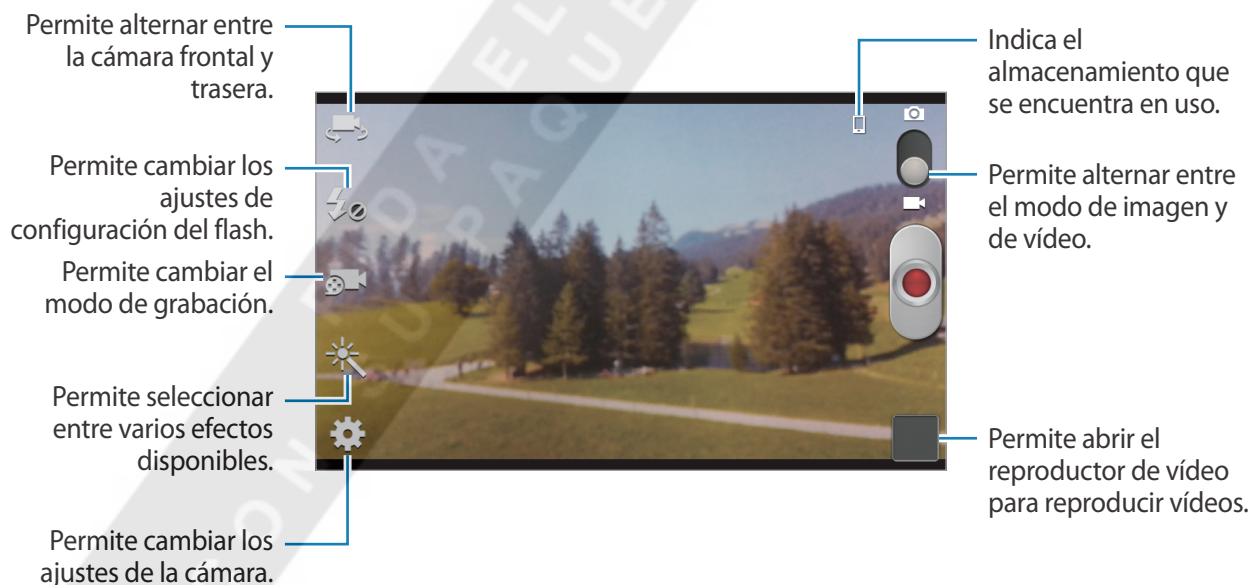 Permite alternar entre
la cámara frontal y
trasera.
Permite cambiar los
ajustes de
configuración del flash.
Permite cambiar el
modo de grabación.
Permite seleccionar
entre varios efectos
disponibles.
Permite cambiar los
ajustes de la cámara.
Indica el
almacenamiento que
se encuentra en uso.
Permite alternar entre
el modo de imagen y
de vídeo.
Permite abrir el
reproductor de vídeo
para reproducir vídeos.